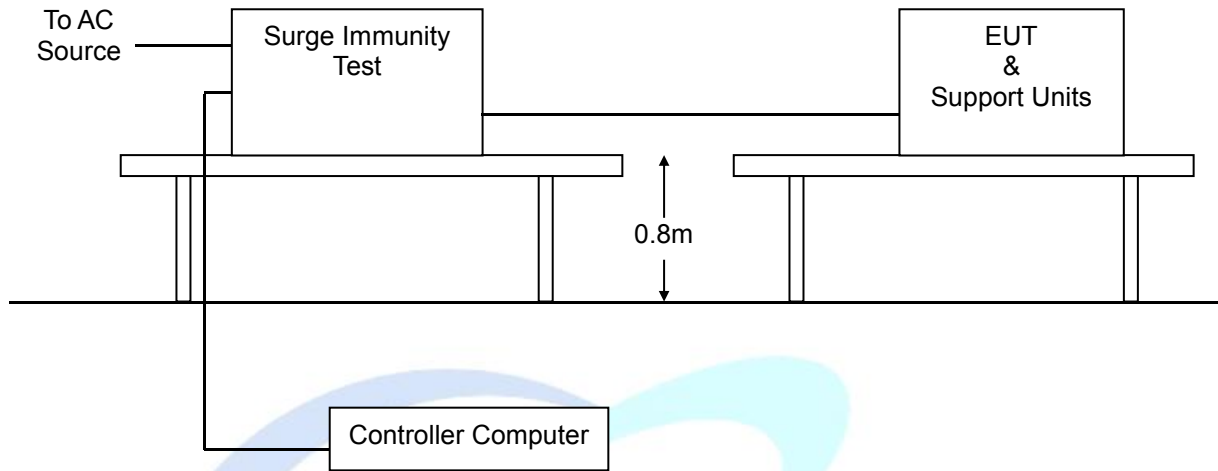 To AC
Source
Surge Immunity
Test
EUT
&
Support Units
0.8m
Controller Computer